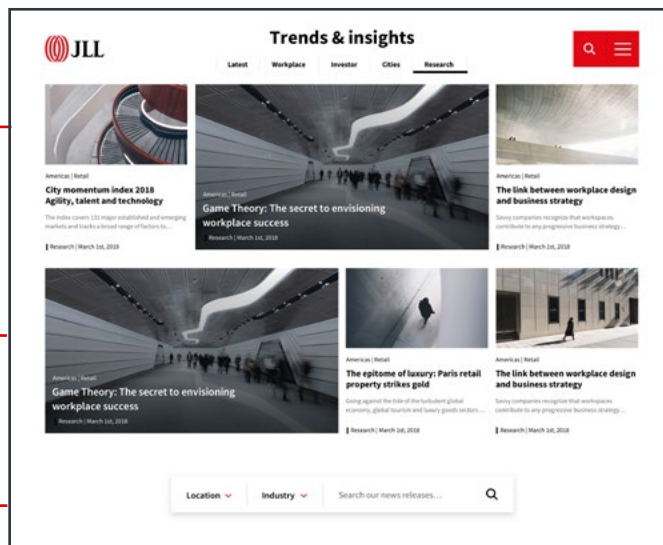 JLL
Trends & insights
Latest
Workplace
Investor
Cities
Research
Americas | Retail
City momentum index 2018
Agility, talent and technology
The Index covers 131 major established and emerging
markets and tracks a broad range of factors to…
Research | March 1st, 2018
Americas | Retail
Game Theory: The secret to envisioning
workplace success
Research | March 1st, 2018
Americas | Retail
The link between workplace design
and business strategy
Savvy companies recognize that workspaces
contribute to any progressive business strategy…
Research | March 1st, 2018
Americas | Retail
Game Theory: The secret to envisioning
workplace success
Research | March 1st, 2018
Americas | Retail
The epitome of luxury: Paris retail
property strikes gold
Going against the tide of the turbulent global
economy, global tourism and luxury goods sectors…
Research | March 1st, 2018
Americas | Retail
The link between workplace design
and business strategy
Savvy companies recognize that workspaces
contribute to any progressive business strategy…
Research | March 1st, 2018
Location
Industry
Search our news releases…